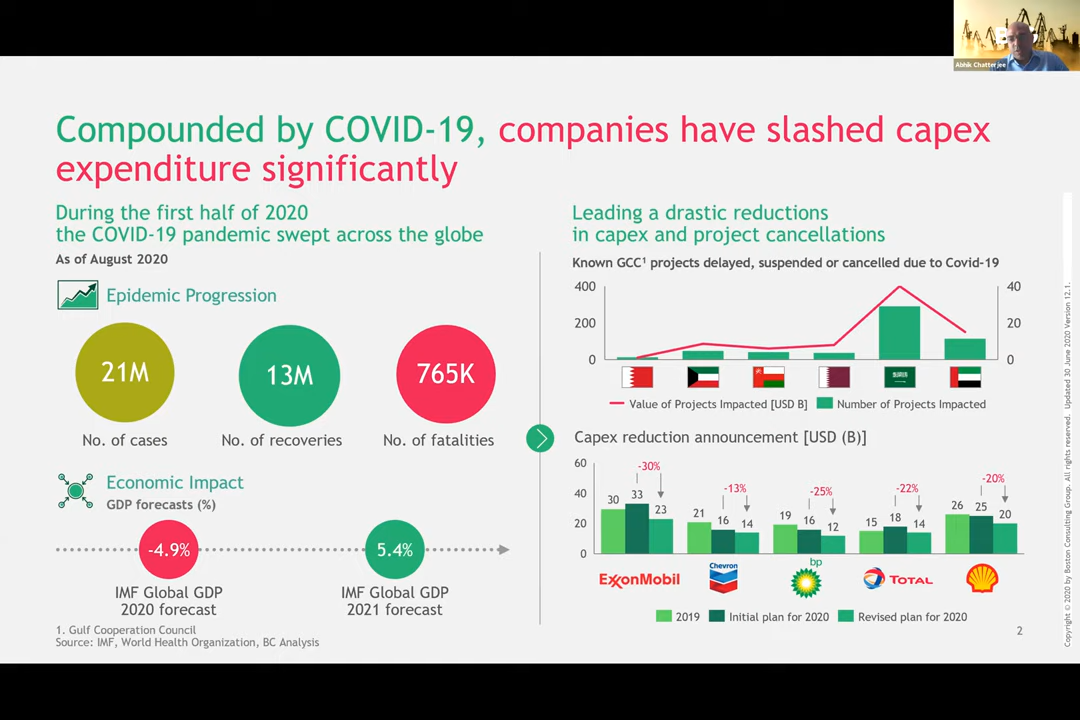 Abhik Chatterjee
Compounded by COVID-19, companies have slashed capex
expenditure significantly
During the first half of 2020
the COVID-19 pandemic swept across the globe
As of August 2020
Epidemic Progression
21M
13M
765K
No. of cases
No. of recoveries
No. of fatalities
Economic Impact
GDP forecasts (%)
-4.9%
5.4%
IMF Global GDP
2020 forecast
IMF Global GDP
2021 forecast
1. Gulf Cooperation Council
Source: IMF, World Health Organization, BC Analysis
Leading a drastic reductions
in capex and project cancellations
Known GCC¹ projects delayed, suspended or cancelled due to Covid-19
400
40
200
20
0
0
Value of Projects Impacted [USD B]
Number of Projects Impacted
Capex reduction announcement [USD (B)]
60
40
20
0
-30%
30 33 23
-13%
21 16 14
-25%
19 16 12
-22%
15 18 14
-20%
26 25 20
ExxonMobil
Chevron
bp
TOTAL
2019
Initial plan for 2020
Revised plan for 2020
2
Copyright © 2020 by Boston Consulting Group. All rights reserved. Updated 30 June 2020 Version 12.1.